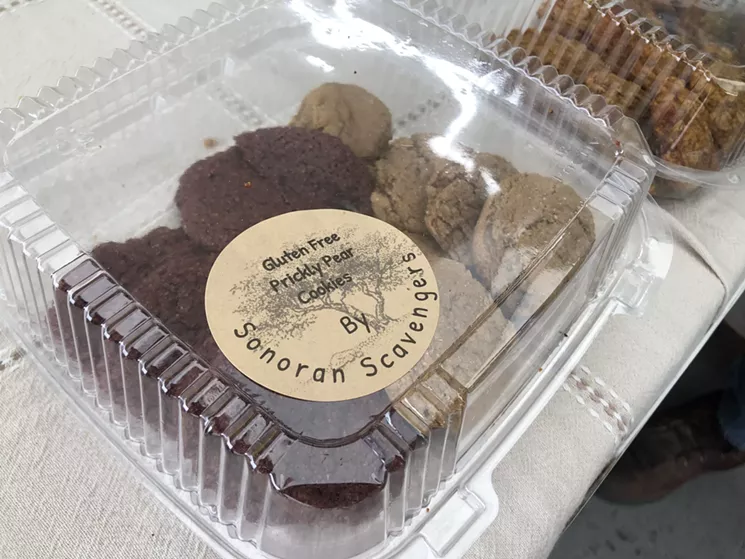 Gluten Free
Prickly Pear
Cookies
By
Sonoran Scavengers